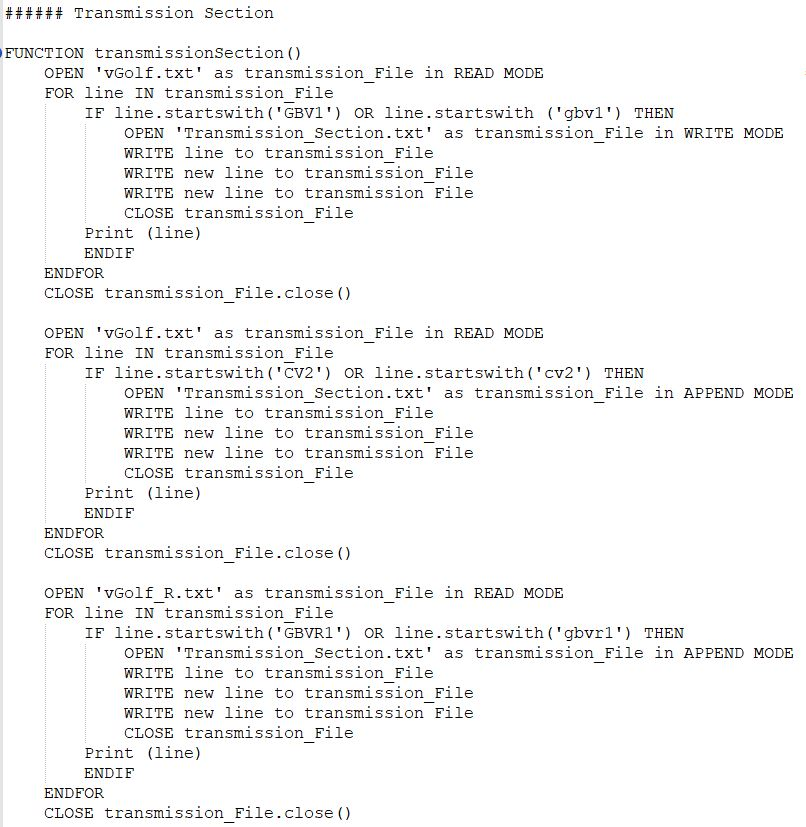 ###### Transmission Section
FUNCTION transmissionSection()
OPEN 'vGolf.txt' as transmission_File in READ MODE
FOR line IN transmission_File
IF line.startswith('GBV1') OR line.startswith ('gbv1') THEN
OPEN 'Transmission_Section.txt' as transmission_File in WRITE MODE
WRITE line to transmission_File
WRITE new line to transmission_File
WRITE new line to transmission File
CLOSE transmission_File
Print (line)
ENDIF
ENDFOR
CLOSE transmission_File.close()
OPEN 'vGolf.txt' as transmission_File in READ MODE
FOR line IN transmission_File
IF line.startswith('CV2') OR line.startswith('cv2') THEN
OPEN 'Transmission_Section.txt' as transmission_File in APPEND MODE
WRITE line to transmission_File
WRITE new line to transmission_File
WRITE new line to transmission File
CLOSE transmission_File
Print (line)
ENDIF
ENDFOR
CLOSE transmission_File.close()
OPEN 'vGolf_R.txt' as transmission_File in READ MODE
FOR line IN transmission_File
IF line.startswith('GBVR1') OR line.startswith('gbvr1') THEN
OPEN 'Transmission_Section.txt' as transmission_File in APPEND MODE
WRITE line to transmission_File
WRITE new line to transmission_File
WRITE new line to transmission File
CLOSE transmission_File
Print (line)
ENDIF
ENDFOR
CLOSE transmission_File.close()